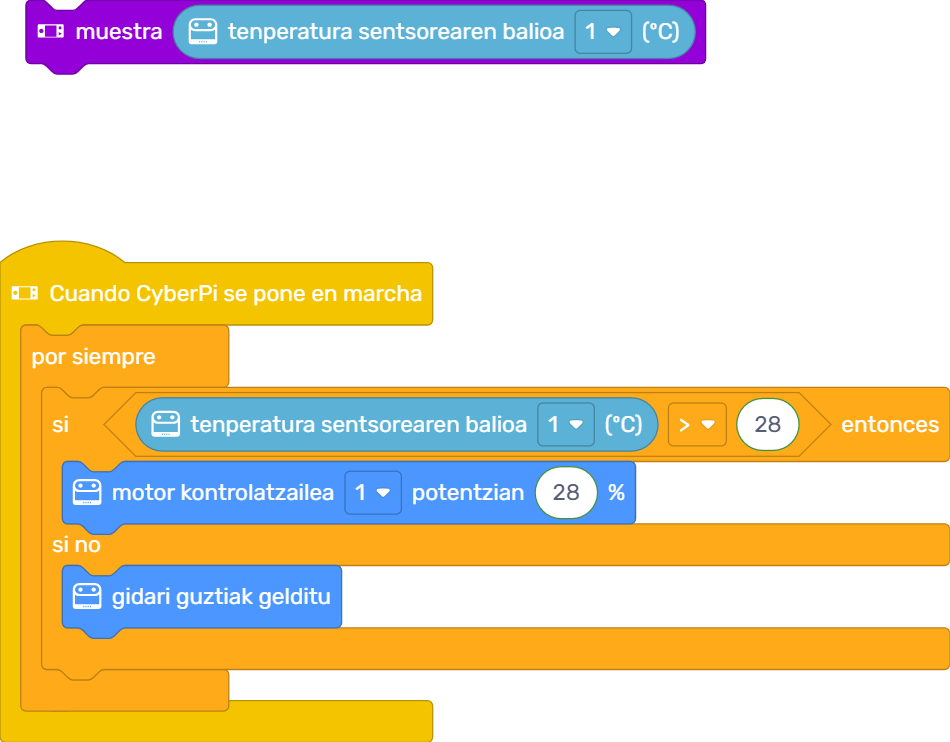 muestra tenperatura sentsorearen balioa 1 (°C)
Cuando CyberPi se pone en marcha
por siempre
si tenperatura sentsorearen balioa 1 (°C) > 28 entonces
motor kontrolatzailea 1 potentzian 28 %
si no
gidari guztiak gelditu